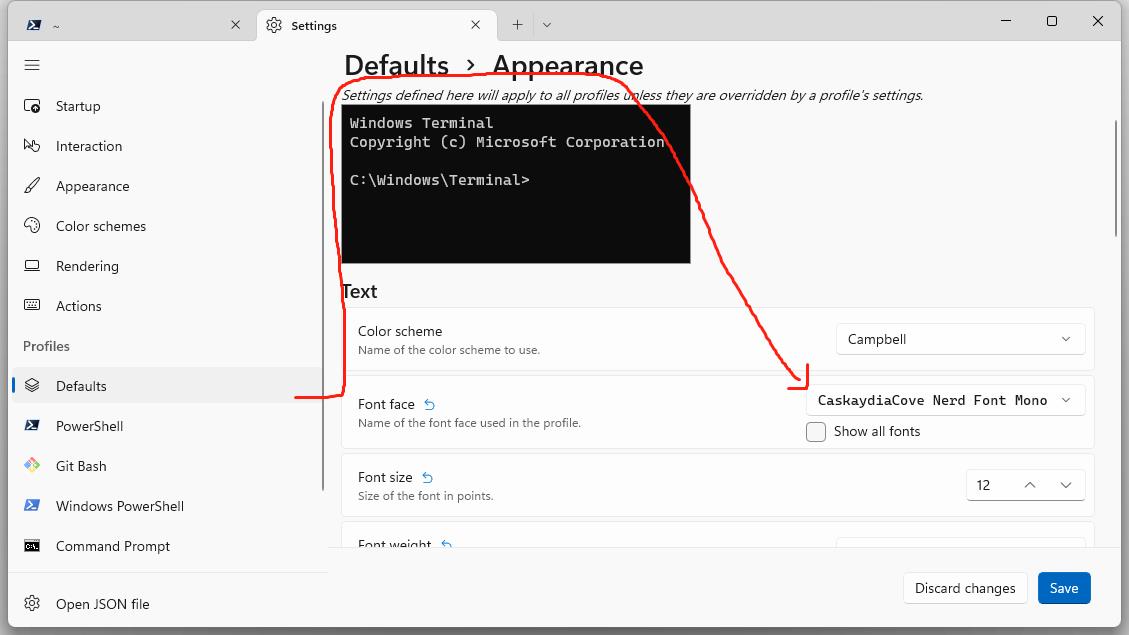 ~
Settings
Defaults > Appearance
Settings defined here will apply to all profiles unless they are overridden by a profile's settings.
Windows Terminal
Copyright (c) Microsoft Corporation
C:\Windows\Terminal>
Startup
Interaction
Appearance
Color schemes
Rendering
Actions
Profiles
Defaults
PowerShell
Git Bash
Windows PowerShell
Command Prompt
Open JSON file
Text
Color scheme
Name of the color scheme to use.
Campbell
Font face
Name of the font face used in the profile.
CaskaydiaCove Nerd Font Mono
Show all fonts
Font size
Size of the font in points.
12
Font weight
Discard changes
Save